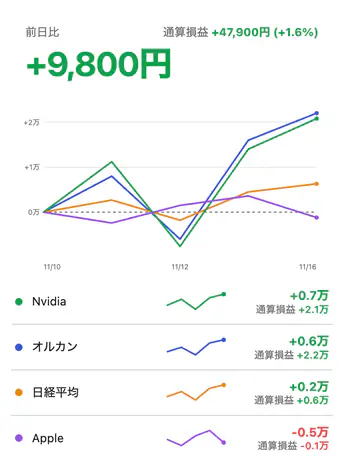 前日比 通算損益 +47,900円 (+1.6%)
+9,800円
+2万
+1万
0万
11/10 11/12 11/16
Nvidia +0.7万
通算損益 +2.1万
オルカン +0.6万
通算損益 +2.2万
日経平均 +0.2万
通算損益 +0.6万
Apple -0.5万
通算損益 -0.1万